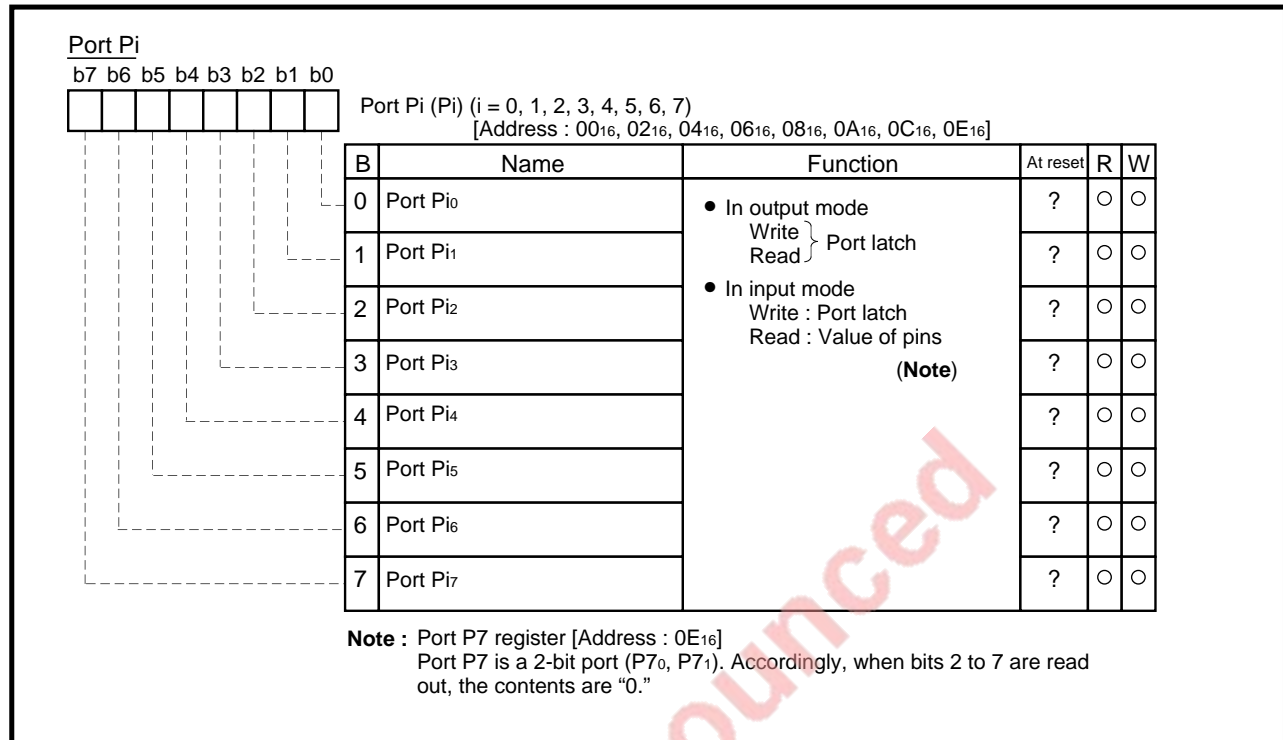 Port Pi
b7 b6 b5 b4 b3 b2 b1 b0
Port Pi (Pi) (i = 0, 1, 2, 3, 4, 5, 6, 7)
[Address : 00₁₆, 02₁₆, 04₁₆, 06₁₆, 08₁₆, 0A₁₆, 0C₁₆, 0E₁₆]
B Name Function At reset R W
0 Port Pi₀ ? ○ ○
1 Port Pi₁ ? ○ ○
2 Port Pi₂ ? ○ ○
3 Port Pi₃ ? ○ ○
4 Port Pi₄ ? ○ ○
5 Port Pi₅ ? ○ ○
6 Port Pi₆ ? ○ ○
7 Port Pi₇ ? ○ ○
● In output mode
Write
Read } Port latch
● In input mode
Write : Port latch
Read : Value of pins
(Note)
Note : Port P7 register [Address : 0E₁₆]
Port P7 is a 2-bit port (P7₀, P7₁). Accordingly, when bits 2 to 7 are read
out, the contents are “0.”
ounced